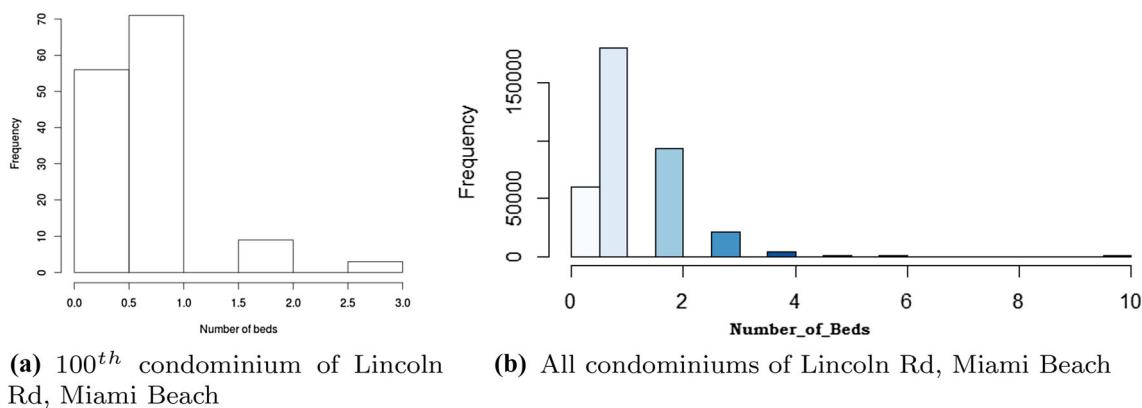 70
60
50
40
30
20
10
0
Frequency
0.0 0.5 1.0 1.5 2.0 2.5 3.0
Number of beds
(a) 100th condominium of Lincoln
Rd, Miami Beach
150000
50000
0
Frequency
0 2 4 6 8 10
Number_of_Beds
(b) All condominiums of Lincoln Rd, Miami Beach